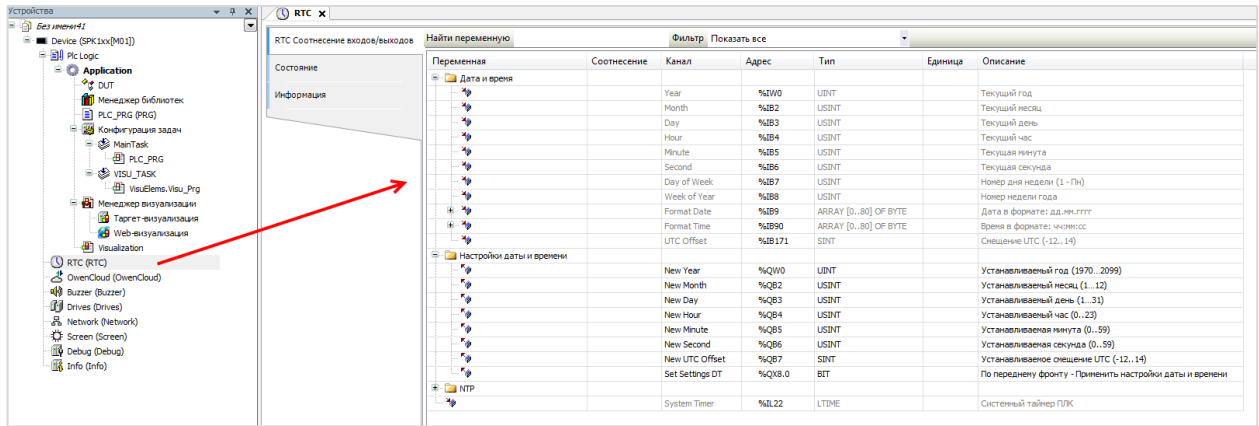 Устройства
Без имени41
Device (SPK1xx[M01])
Plc Logic
Application
DUT
Менеджер библиотек
PLC_PRG (PRG)
Конфигурация задач
MainTask
PLC_PRG
VISU_TASK
VisuElems.Visu_Prg
Менеджер визуализации
Таргет-визуализация
Web-визуализация
Visualization
RTC (RTC)
OwenCloud (OwenCloud)
Buzzer (Buzzer)
Drives (Drives)
Network (Network)
Screen (Screen)
Debug (Debug)
Info (Info)
RTC
RTC Соотнесение входов/выходов
Состояние
Информация
Найти переменную Фильтр Показать все
Переменная Соотнесение Канал Адрес Тип Единица Описание
Дата и время
Year %IW0 UINT Текущий год
Month %IB2 USINT Текущий месяц
Day %IB3 USINT Текущий день
Hour %IB4 USINT Текущий час
Minute %IB5 USINT Текущая минута
Second %IB6 USINT Текущая секунда
Day of Week %IB7 USINT Номер дня недели (1 - Пн)
Week of Year %IB8 USINT Номер недели года
Format Date %IB9 ARRAY [0..80] OF BYTE Дата в формате: дд.мм.гггг
Format Time %IB90 ARRAY [0..80] OF BYTE Время в формате: чч:мм:сс
UTC Offset %IB171 SINT Смещение UTC (-12..14)
Настройки даты и времени
New Year %QW0 UINT Устанавливаемый год (1970...2099)
New Month %QB2 USINT Устанавливаемый месяц (1...12)
New Day %QB3 USINT Устанавливаемый день (1...31)
New Hour %QB4 USINT Устанавливаемый час (0..23)
New Minute %QB5 USINT Устанавливаемая минута (0..59)
New Second %QB6 USINT Устанавливаемая секунда (0..59)
New UTC Offset %QB7 SINT Устанавливаемое смещение UTC (-12..14)
Set Settings DT %QX8.0 BIT По переднему фронту - Применить настройки даты и времени
NTP
System Timer %IL22 LTIME Системный таймер ПЛК